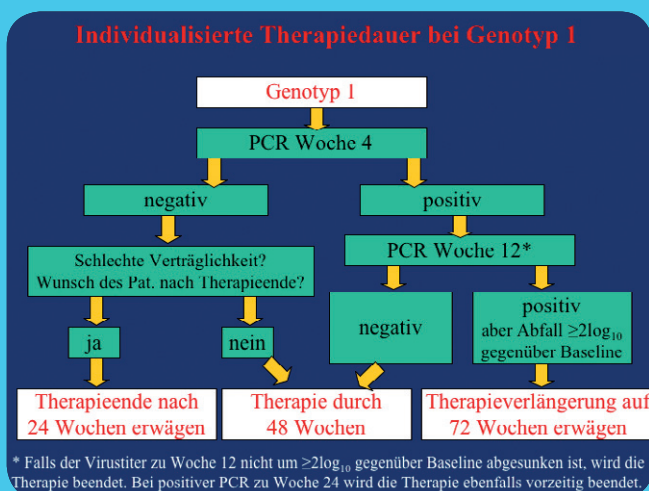 Individualisierte Therapiedauer bei Genotyp 1
Genotyp 1
PCR Woche 4
negativ
positiv
Schlechte Verträglichkeit?
Wunsch des Pat. nach Therapieende?
PCR Woche 12*
ja
nein
negativ
positiv
aber Abfall ≥2log₁₀
gegenüber Baseline
Therapieende nach
24 Wochen erwägen
Therapie durch
48 Wochen
Therapieverlängerung auf
72 Wochen erwägen
* Falls der Virustiter zu Woche 12 nicht um ≥2log₁₀ gegenüber Baseline abgesunken ist, wird die
Therapie beendet. Bei positiver PCR zu Woche 24 wird die Therapie ebenfalls vorzeitig beendet.